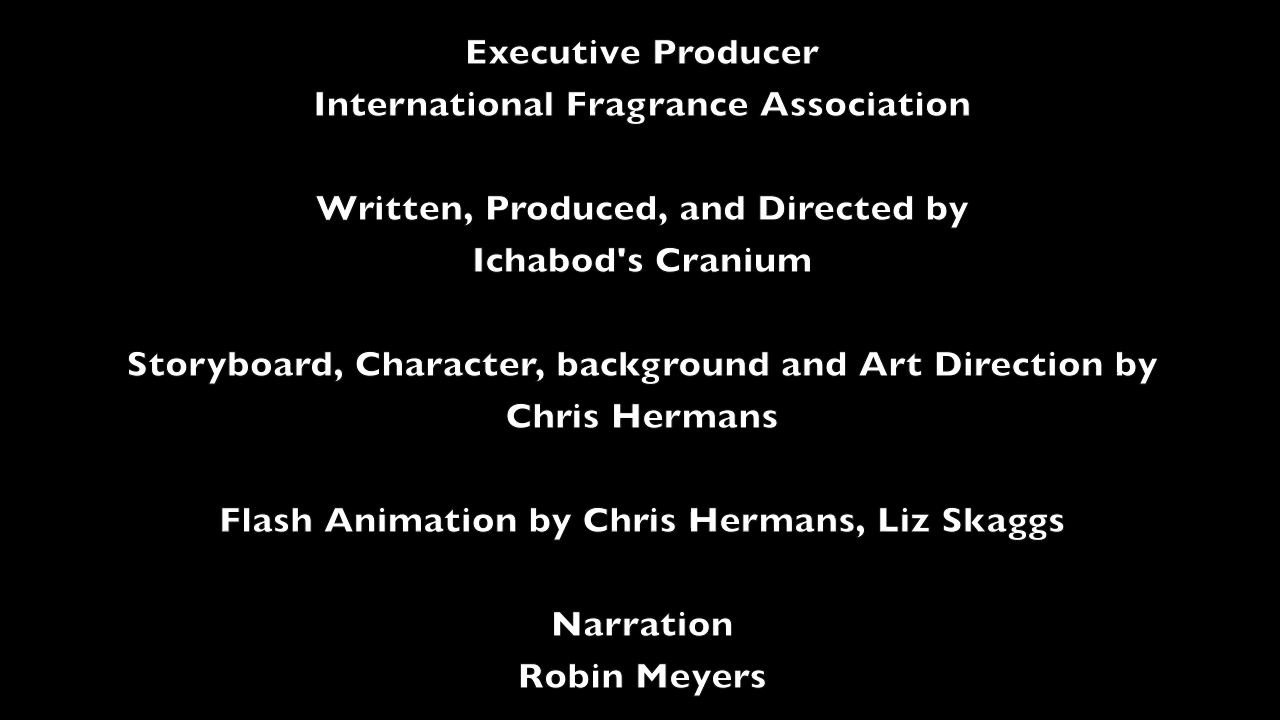 Executive Producer
International Fragrance Association
Written, Produced, and Directed by
Ichabod's Cranium
Storyboard, Character, background and Art Direction by
Chris Hermans
Flash Animation by Chris Hermans, Liz Skaggs
Narration
Robin Meyers